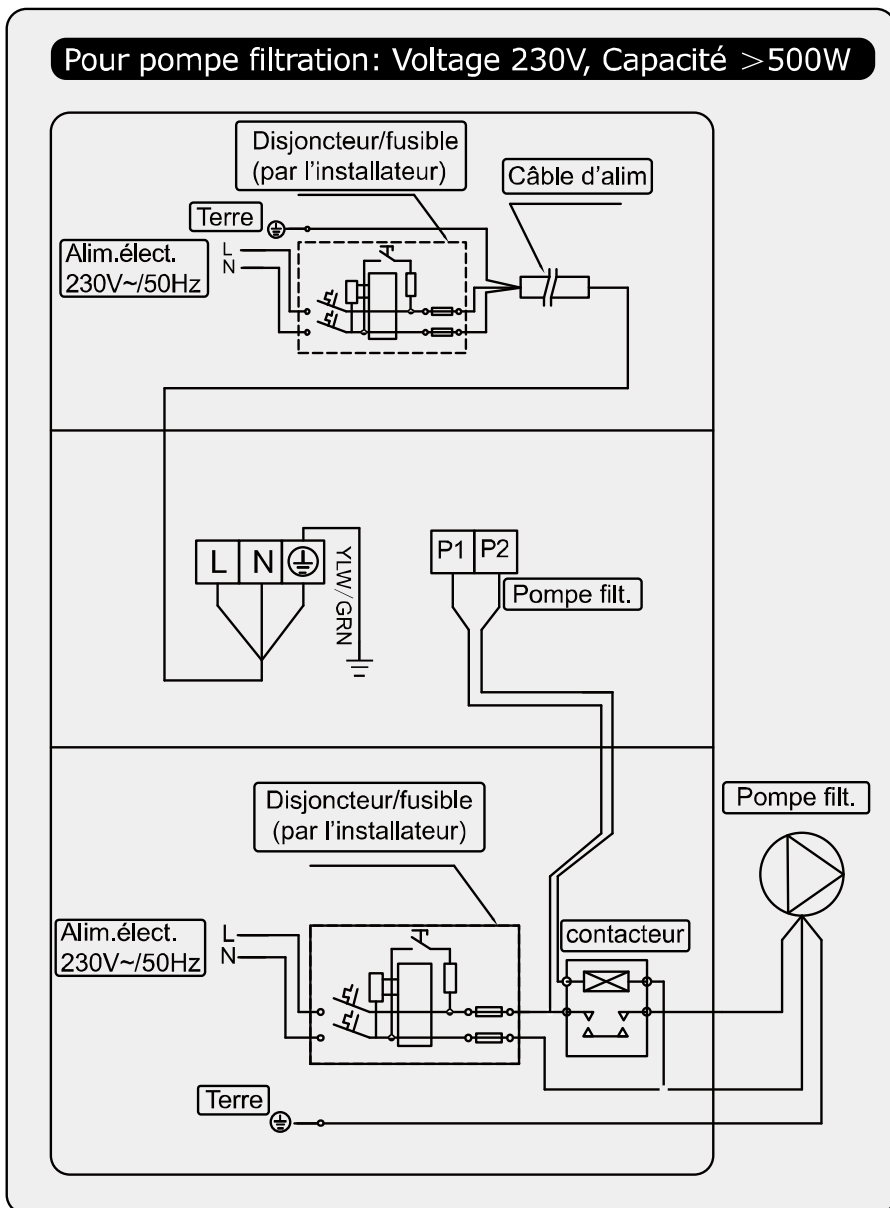 Pour pompe filtration: Voltage 230V, Capacité >500W
Disjoncteur/fusible
(par l'installateur)
Câble d'alim
Terre
Alim.élect.
230V~/50Hz
L
N
L N
YLW/GRN
P1 P2
Pompe filt.
Disjoncteur/fusible
(par l'installateur)
Pompe filt.
Alim.élect.
230V~/50Hz
L
N
contacteur
Terre